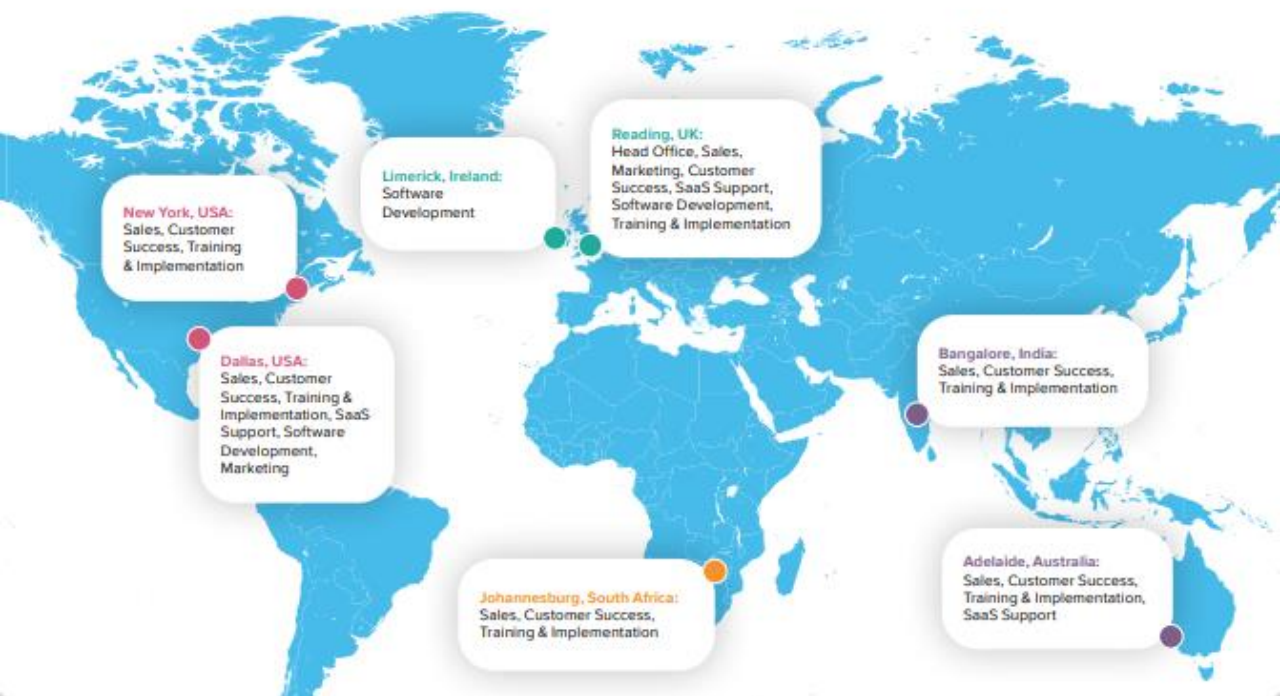 Reading, UK:
Head Office, Sales,
Marketing, Customer
Success, SaaS Support,
Software Development,
Training & Implementation
Limerick, Ireland:
Software
Development
New York, USA:
Sales, Customer
Success, Training
& Implementation
Dallas, USA:
Sales, Customer
Success, Training &
Implementation, SaaS
Support, Software
Development,
Marketing
Bangalore, India:
Sales, Customer Success,
Training & Implementation
Johannesburg, South Africa:
Sales, Customer Success,
Training & Implementation
Adelaide, Australia:
Sales, Customer Success,
Training & Implementation,
SaaS Support